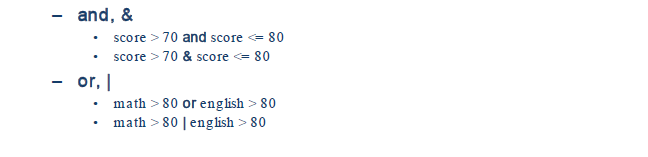 – and, &
• score > 70 and score <= 80
• score > 70 & score <= 80
– or, |
• math > 80 or english > 80
• math > 80 | english > 80